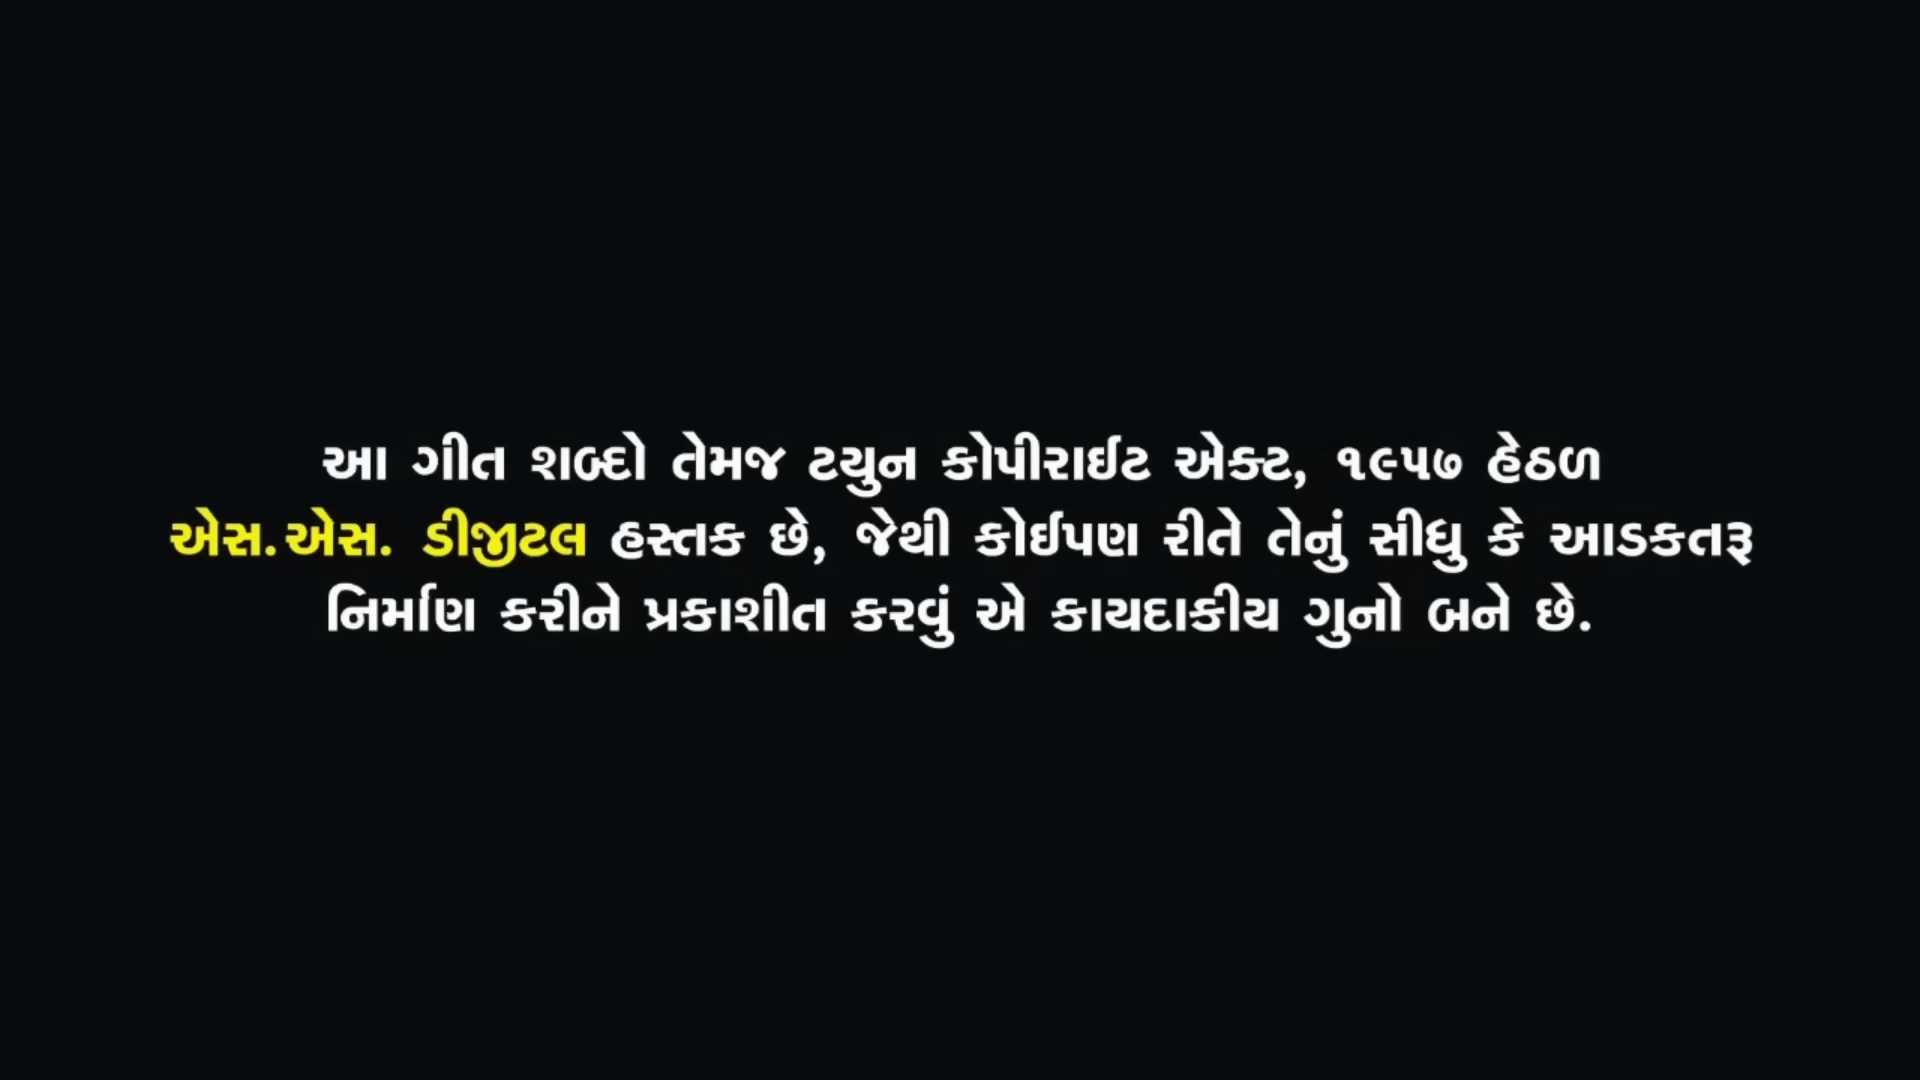 આ ગીત શબ્દો તેમજ ટયુન કોપીરાઈટ એક્ટ, ૧૯૫૭ હેઠળ
એસ.એસ. ડીજીટલ હસ્તક છે, જેથી કોઈપણ રીતે તેનું સીધુ કે આડકતરૂ
નિર્માણ કરીને પ્રકાશીત કરવું એ કાયદાકીય ગુનો બને છે.